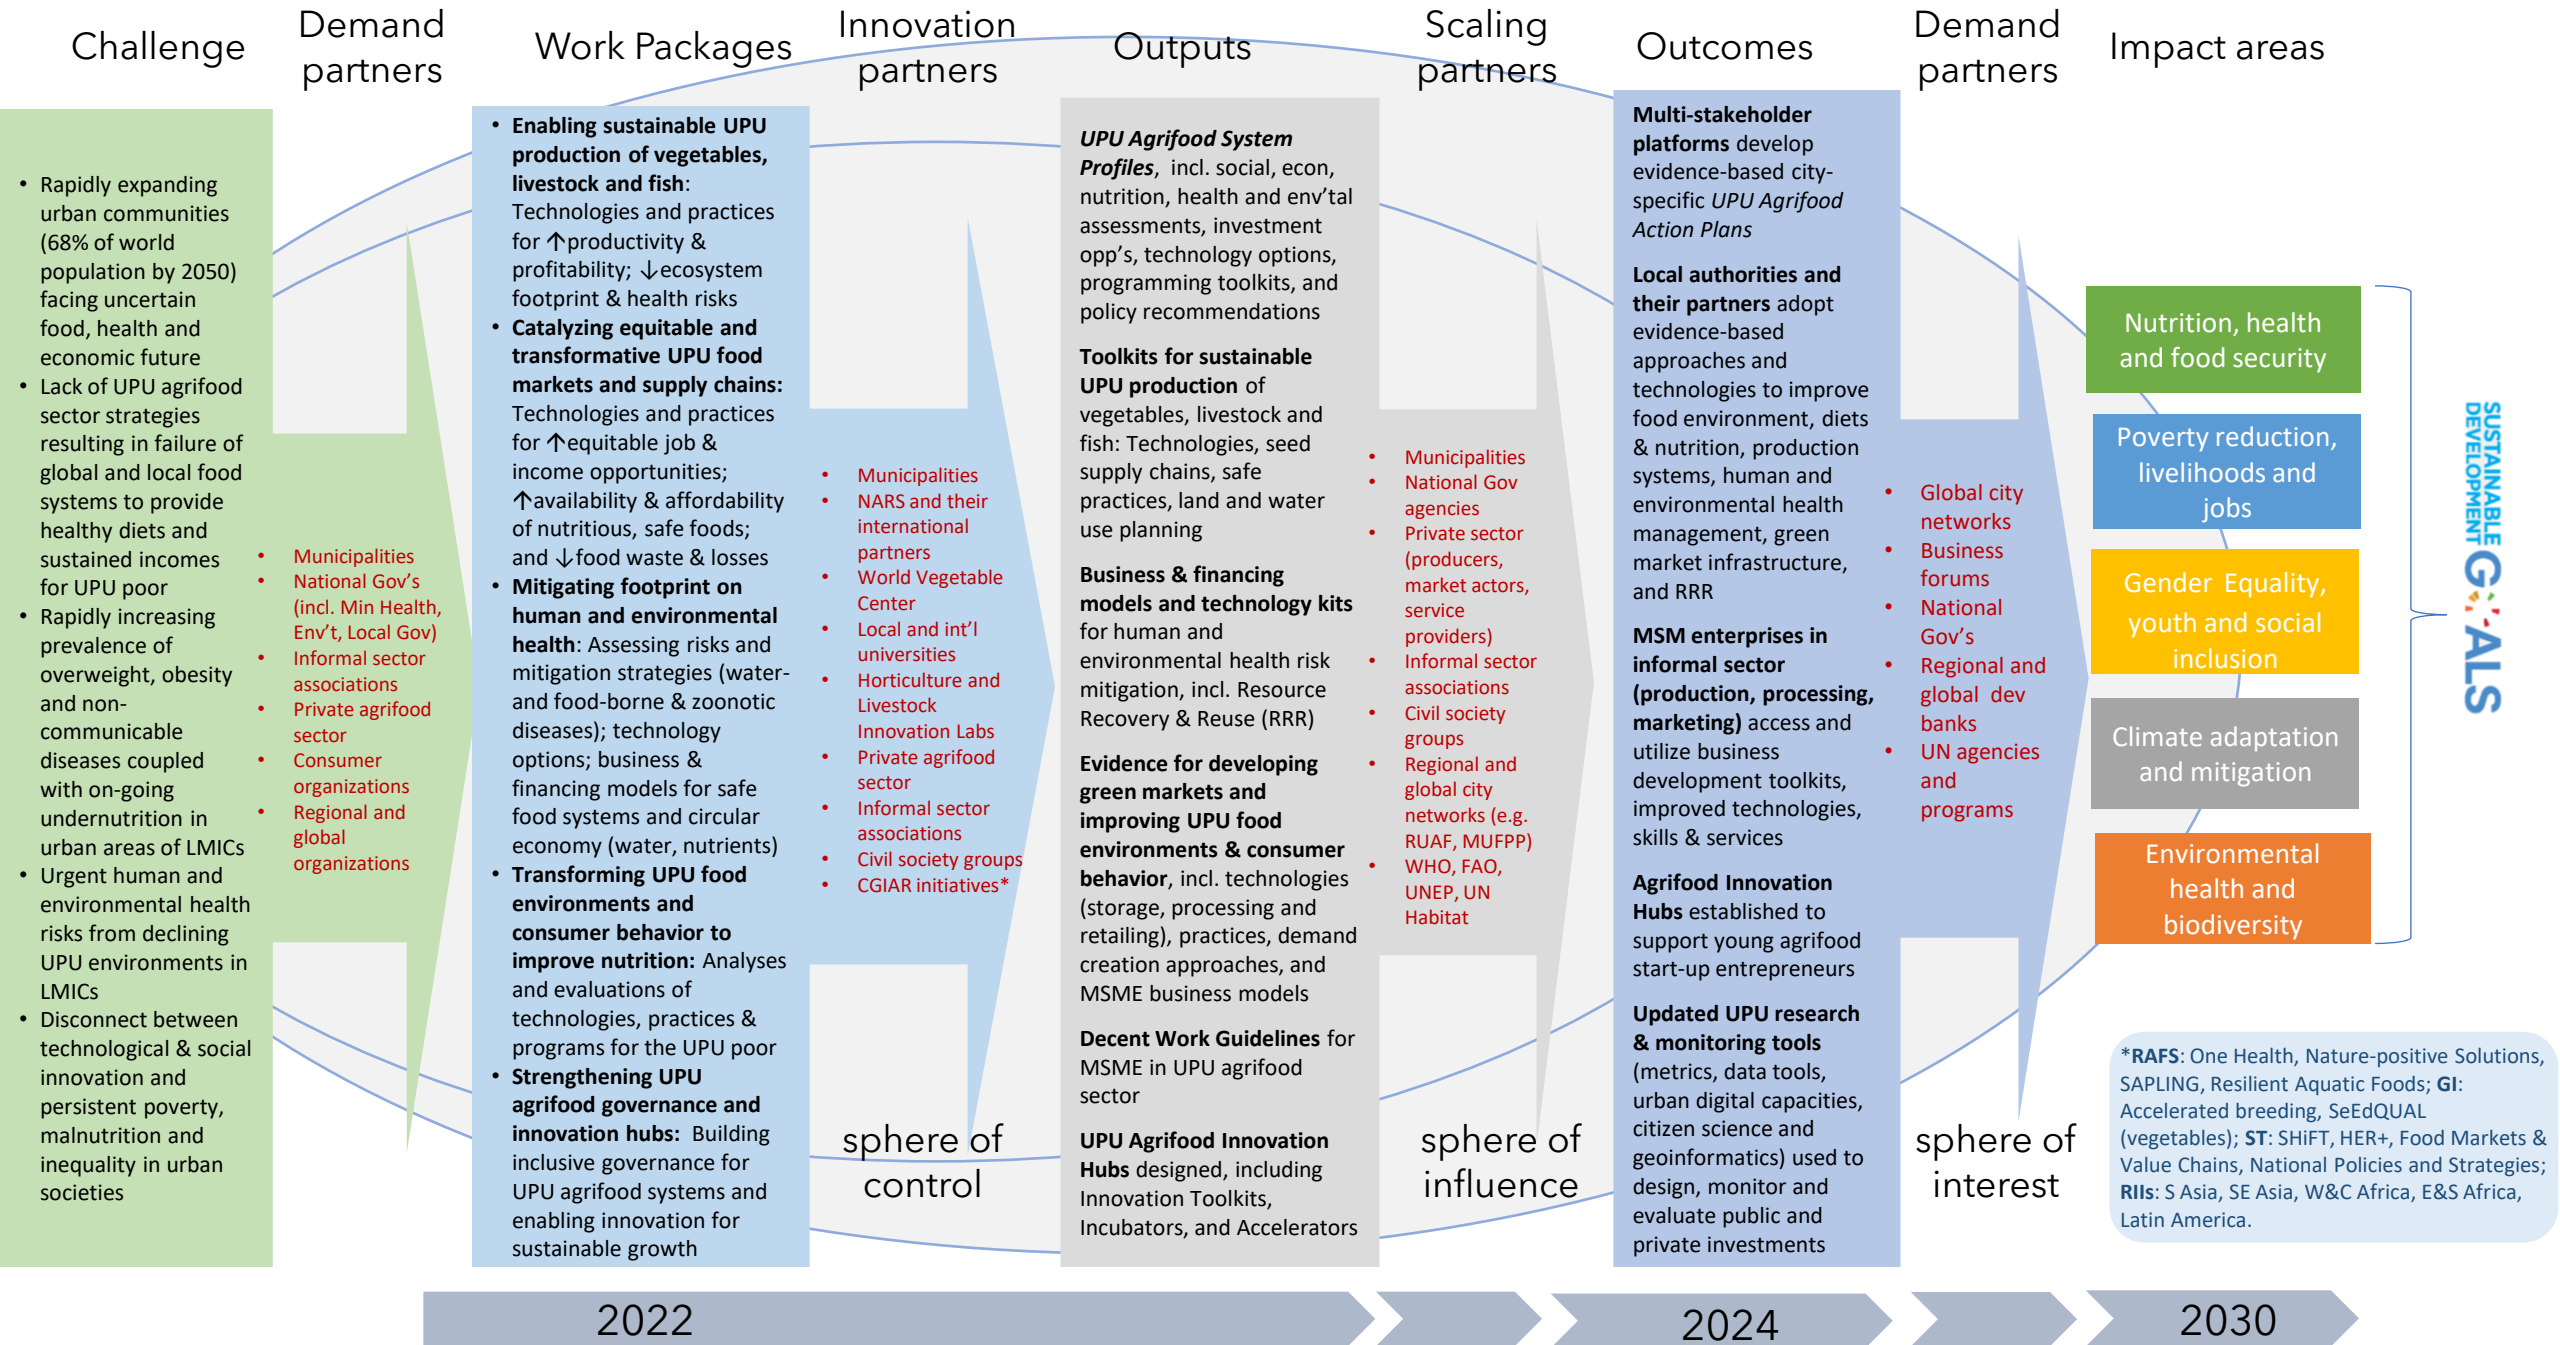 Challenge
Demand
partners
Work Packages
Innovation
partners
Outputs
Scaling
partners
Outcomes
Demand
partners
Impact areas
• Rapidly expanding
urban communities
(68% of world
population by 2050)
facing uncertain
food, health and
economic future
• Lack of UPU agrifood
sector strategies
resulting in failure of
global and local food
systems to provide
healthy diets and
sustained incomes
for UPU poor
• Rapidly increasing
prevalence of
overweight, obesity
and non-
communicable
diseases coupled
with on-going
undernutrition in
urban areas of LMICs
• Urgent human and
environmental health
risks from declining
UPU environments in
LMICs
• Disconnect between
technological & social
innovation and
persistent poverty,
malnutrition and
inequality in urban
societies
• Municipalities
• National Gov's
(incl. Min Health,
Env't, Local Gov)
• Informal sector
associations
• Private agrifood
sector
• Consumer
organizations
• Regional and
global
organizations
• Enabling sustainable UPU
production of vegetables,
livestock and fish:
Technologies and practices
for ↑productivity &
profitability; ↓ecosystem
footprint & health risks
• Catalyzing equitable and
transformative UPU food
markets and supply chains:
Technologies and practices
for ↑equitable job &
income opportunities;
↑availability & affordability
of nutritious, safe foods;
and ↓food waste & losses
• Mitigating footprint on
human and environmental
health: Assessing risks and
mitigation strategies (water-
and food-borne & zoonotic
diseases); technology
options; business &
financing models for safe
food systems and circular
economy (water, nutrients)
• Transforming UPU food
environments and
consumer behavior to
improve nutrition: Analyses
and evaluations of
technologies, practices &
programs for the UPU poor
• Strengthening UPU
agrifood governance and
innovation hubs: Building
inclusive governance for
UPU agrifood systems and
enabling innovation for
sustainable growth
• Municipalities
• NARS and their
international
partners
• World Vegetable
Center
• Local and int'l
universities
• Horticulture and
Livestock
Innovation Labs
• Private agrifood
sector
• Informal sector
associations
• Civil society groups
• CGIAR initiatives*
sphere of
control
UPU Agrifood System
Profiles, incl. social, econ,
nutrition, health and env'tal
assessments, investment
opp's, technology options,
programming toolkits, and
policy recommendations
Toolkits for sustainable
UPU production of
vegetables, livestock and
fish: Technologies, seed
supply chains, safe
practices, land and water
use planning
Business & financing
models and technology kits
for human and
environmental health risk
mitigation, incl. Resource
Recovery & Reuse (RRR)
Evidence for developing
green markets and
improving UPU food
environments & consumer
behavior, incl. technologies
(storage, processing and
retailing), practices, demand
creation approaches, and
MSME business models
Decent Work Guidelines for
MSME in UPU agrifood
sector
UPU Agrifood Innovation
Hubs designed, including
Innovation Toolkits,
Incubators, and Accelerators
• Municipalities
• National Gov
agencies
• Private sector
(producers,
market actors,
service
providers)
• Informal sector
associations
• Civil society
groups
• Regional and
global city
networks (e.g.
RUAF, MUFPP)
• WHO, FAO,
UNEP, UN
Habitat
sphere of
influence
Multi-stakeholder
platforms develop
evidence-based city-
specific UPU Agrifood
Action Plans
Local authorities and
their partners adopt
evidence-based
approaches and
technologies to improve
food environment, diets
& nutrition, production
systems, human and
environmental health
management, green
market infrastructure,
and RRR
MSM enterprises in
informal sector
(production, processing,
marketing) access and
utilize business
development toolkits,
improved technologies,
skills & services
Agrifood Innovation
Hubs established to
support young agrifood
start-up entrepreneurs
Updated UPU research
& monitoring tools
(metrics, data tools,
urban digital capacities,
citizen science and
geoinformatics) used to
design, monitor and
evaluate public and
private investments
• Global city
networks
• Business
forums
• National
Gov's
• Regional and
global dev
banks
• UN agencies
and
programs
sphere of
interest
Nutrition, health
and food security
Poverty reduction,
livelihoods and
jobs
Gender Equality,
youth and social
inclusion
Climate adaptation
and mitigation
Environmental
health and
biodiversity
SUSTAINABLE
DEVELOPMENT
GOALS
*RAFS: One Health, Nature-positive Solutions,
SAPLING, Resilient Aquatic Foods; GI:
Accelerated breeding, SeEdQUAL
(vegetables); ST: SHiFT, HER+, Food Markets &
Value Chains, National Policies and Strategies;
RIIs: S Asia, SE Asia, W&C Africa, E&S Africa,
Latin America.
2022
2024
2030